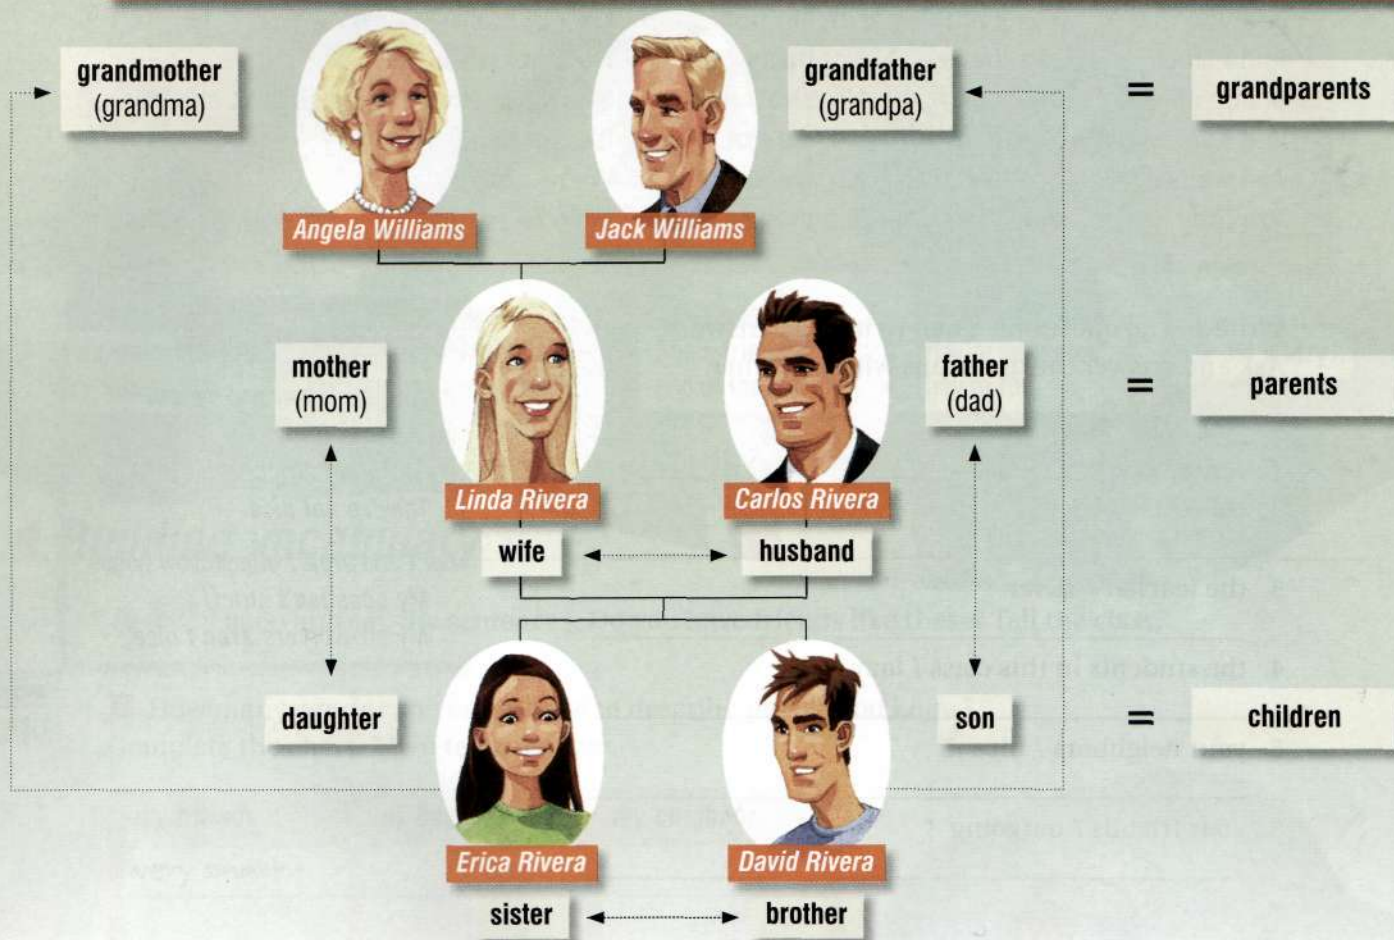 grandmother
(grandma)
grandfather
(grandpa)
=
grandparents
Angela Williams
Jack Williams
mother
(mom)
father
(dad)
=
parents
Linda Rivera
Carlos Rivera
wife
husband
daughter
son
=
children
Erica Rivera
David Rivera
sister
brother